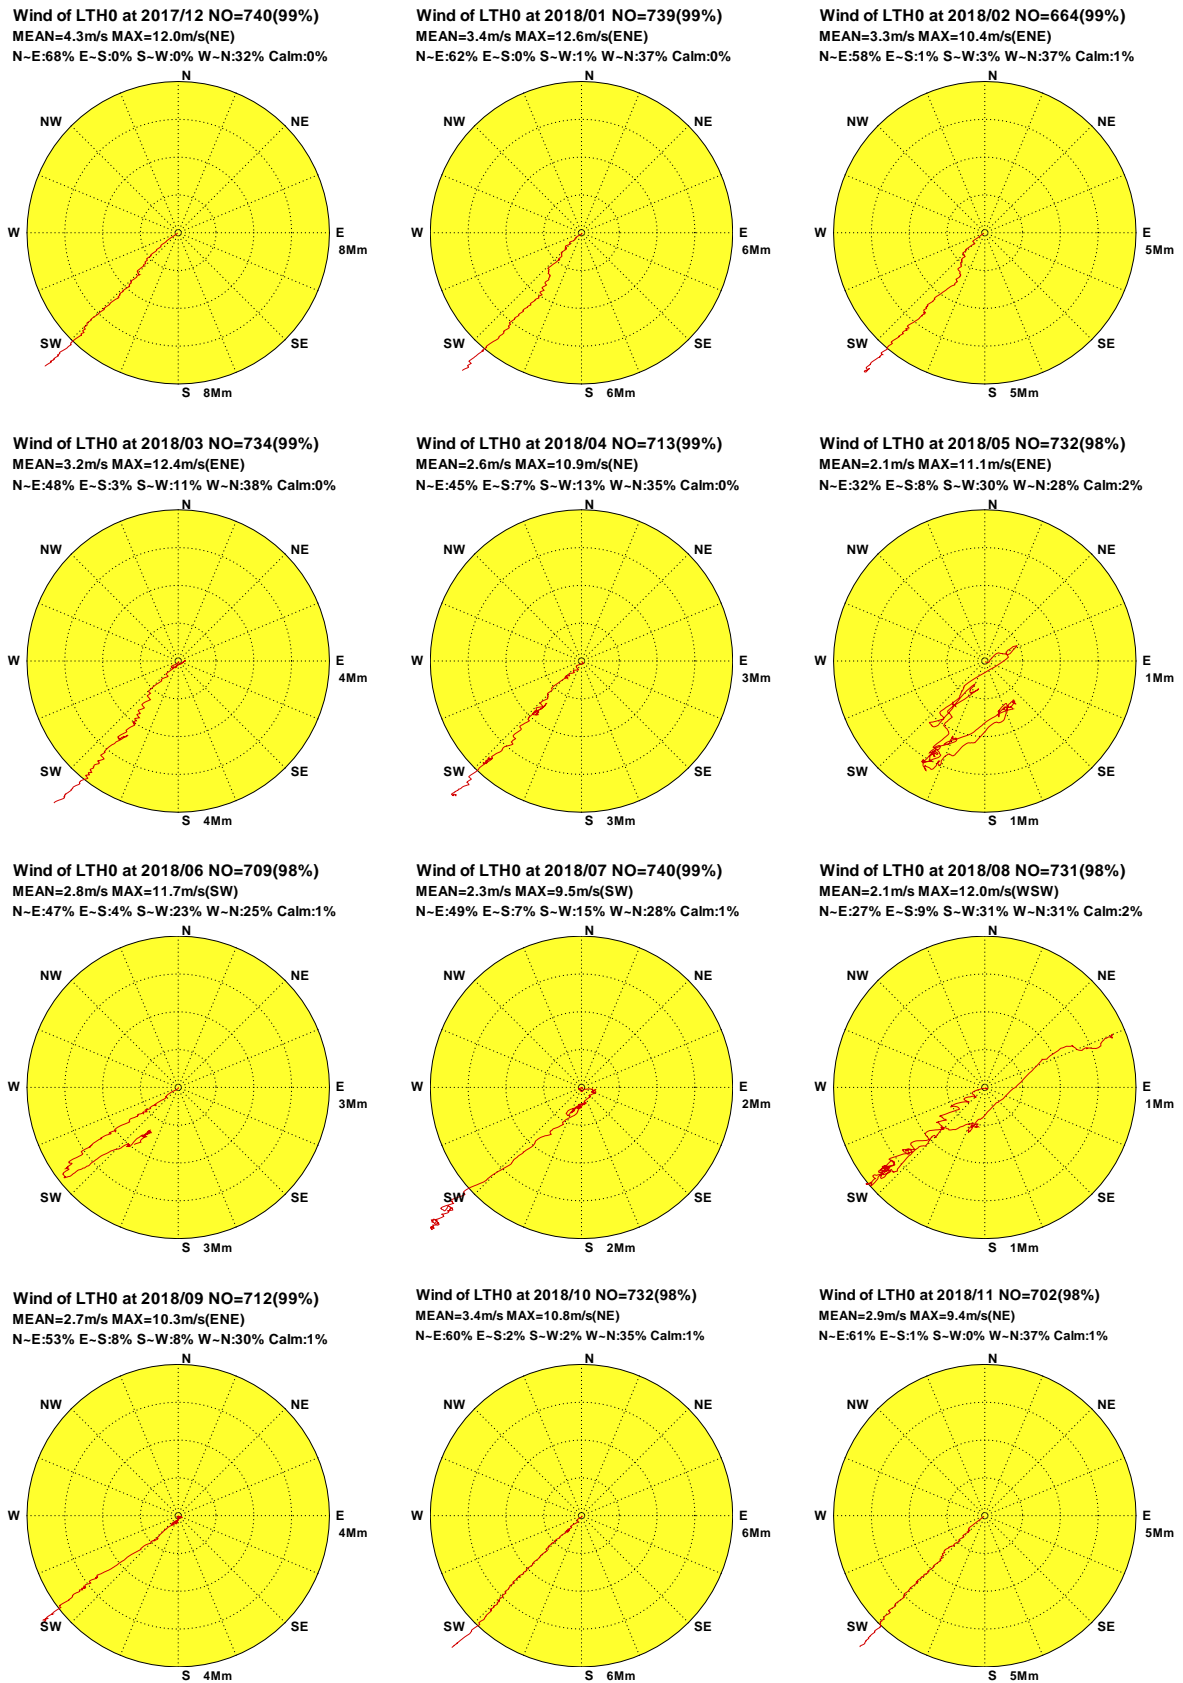 Wind of LTH0 at 2017/12 NO=740(99%)
MEAN=4.3m/s MAX=12.0m/s(NE)
N~E:68% E~S:0% S~W:0% W~N:32% Calm:0%
N
NW
NE
W
E
8Mm
SW
SE
S 8Mm
Wind of LTH0 at 2018/01 NO=739(99%)
MEAN=3.4m/s MAX=12.6m/s(ENE)
N~E:62% E~S:0% S~W:1% W~N:37% Calm:0%
N
NW
NE
W
E
6Mm
SW
SE
S 6Mm
Wind of LTH0 at 2018/02 NO=664(99%)
MEAN=3.3m/s MAX=10.4m/s(ENE)
N~E:58% E~S:1% S~W:3% W~N:37% Calm:1%
N
NW
NE
W
E
5Mm
SW
SE
S 5Mm
Wind of LTH0 at 2018/03 NO=734(99%)
MEAN=3.2m/s MAX=12.4m/s(ENE)
N~E:48% E~S:3% S~W:11% W~N:38% Calm:0%
N
NW
NE
W
E
4Mm
SW
SE
S 4Mm
Wind of LTH0 at 2018/04 NO=713(99%)
MEAN=2.6m/s MAX=10.9m/s(NE)
N~E:45% E~S:7% S~W:13% W~N:35% Calm:0%
N
NW
NE
W
E
3Mm
SW
SE
S 3Mm
Wind of LTH0 at 2018/05 NO=732(98%)
MEAN=2.1m/s MAX=11.1m/s(ENE)
N~E:32% E~S:8% S~W:30% W~N:28% Calm:2%
N
NW
NE
W
E
1Mm
SW
SE
S 1Mm
Wind of LTH0 at 2018/06 NO=709(98%)
MEAN=2.8m/s MAX=11.7m/s(SW)
N~E:47% E~S:4% S~W:23% W~N:25% Calm:1%
N
NW
NE
W
E
3Mm
SW
SE
S 3Mm
Wind of LTH0 at 2018/07 NO=740(99%)
MEAN=2.3m/s MAX=9.5m/s(SW)
N~E:49% E~S:7% S~W:15% W~N:28% Calm:1%
N
NW
NE
W
E
2Mm
SW
SE
S 2Mm
Wind of LTH0 at 2018/08 NO=731(98%)
MEAN=2.1m/s MAX=12.0m/s(WSW)
N~E:27% E~S:9% S~W:31% W~N:31% Calm:2%
N
NW
NE
W
E
1Mm
SW
SE
S 1Mm
Wind of LTH0 at 2018/09 NO=712(99%)
MEAN=2.7m/s MAX=10.3m/s(ENE)
N~E:53% E~S:8% S~W:8% W~N:30% Calm:1%
N
NW
NE
W
E
4Mm
SW
SE
S 4Mm
Wind of LTH0 at 2018/10 NO=732(98%)
MEAN=3.4m/s MAX=10.8m/s(NE)
N~E:60% E~S:2% S~W:2% W~N:35% Calm:1%
N
NW
NE
W
E
6Mm
SW
SE
S 6Mm
Wind of LTH0 at 2018/11 NO=702(98%)
MEAN=2.9m/s MAX=9.4m/s(NE)
N~E:61% E~S:1% S~W:0% W~N:37% Calm:1%
N
NW
NE
W
E
5Mm
SW
SE
S 5Mm